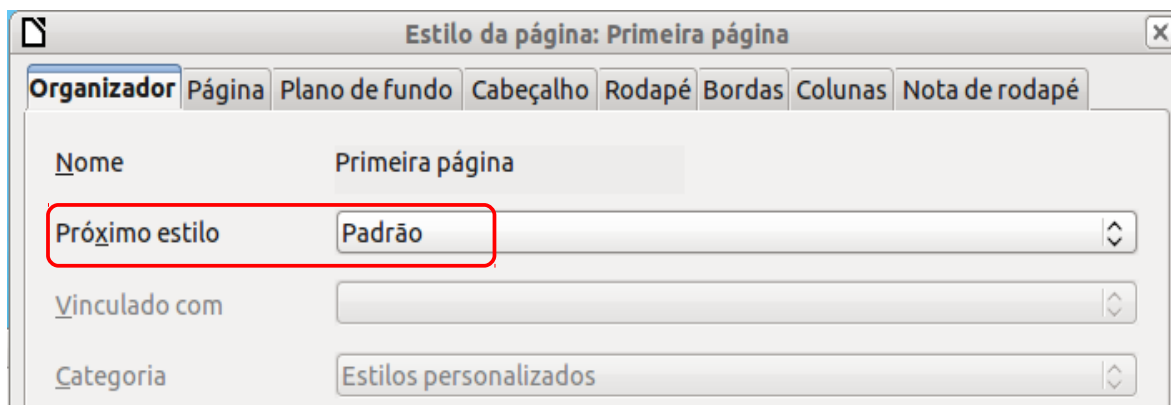 Estilo da página: Primeira página
Organizador Página Plano de fundo Cabeçalho Rodapé Bordas Colunas Nota de rodapé
Nome Primeira página
Próximo estilo Padrão
Vinculado com
Categoria Estilos personalizados